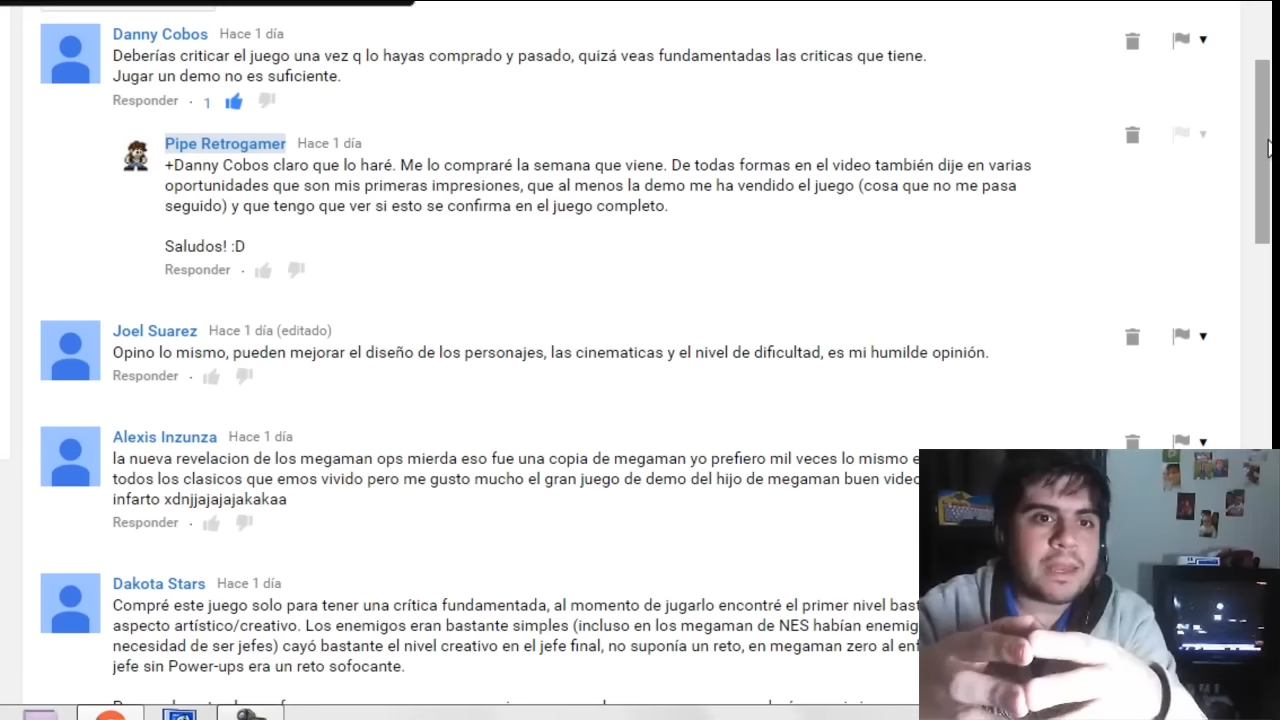 Danny Cobos Hace 1 día
Deberías criticar el juego una vez q lo hayas comprado y pasado, quizá veas fundamentadas las criticas que tiene.
Jugar un demo no es suficiente.
Responder · 1
Pipe Retrogamer Hace 1 día
+Danny Cobos claro que lo haré. Me lo compraré la semana que viene. De todas formas en el video también dije en varias
oportunidades que son mis primeras impresiones, que al menos la demo me ha vendido el juego (cosa que no me pasa
seguido) y que tengo que ver si esto se confirma en el juego completo.
Saludos! :D
Responder ·
Joel Suarez Hace 1 día (editado)
Opino lo mismo, pueden mejorar el diseño de los personajes, las cinematicas y el nivel de dificultad, es mi humilde opinión.
Responder ·
Alexis Inzunza Hace 1 día
la nueva revelacion de los megaman ops mierda eso fue una copia de megaman yo prefiero mil veces lo mismo
todos los clasicos que emos vivido pero me gusto mucho el gran juego de demo del hijo de megaman buen video
infarto xdnjjajajajakakaa
Responder ·
Dakota Stars Hace 1 día
Compré este juego solo para tener una crítica fundamentada, al momento de jugarlo encontré el primer nivel
aspecto artístico/creativo. Los enemigos eran bastante simples (incluso en los megaman de NES habían
necesidad de ser jefes) cayó bastante el nivel creativo en el jefe final, no suponía un reto, en megaman zero al
jefe sin Power-ups era un reto sofocante.